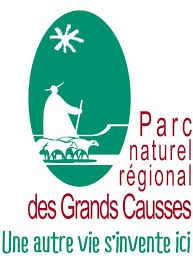 Parc
naturel
régional
des Grands Causses
Une autre vie s'invente ici